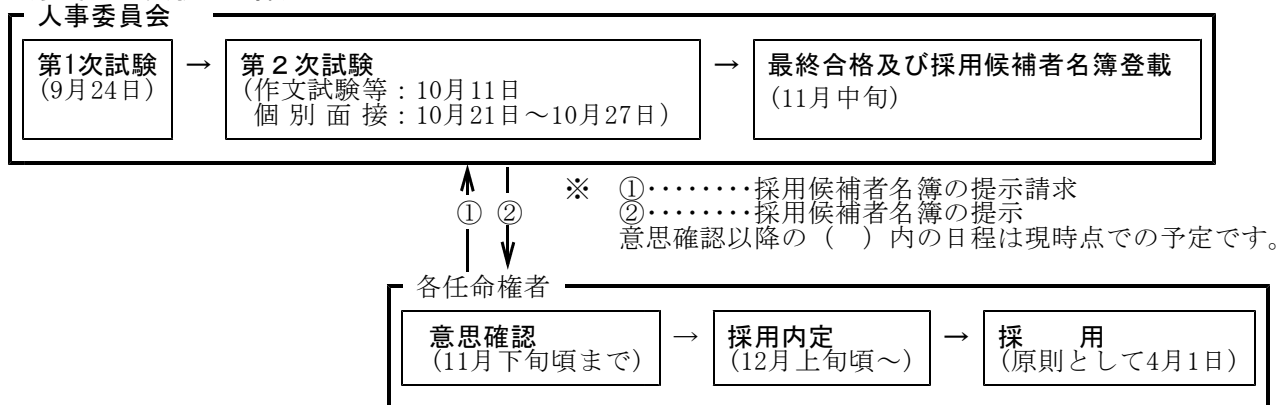 人事委員会
第1次試験
(9月24日)
→
第２次試験
(作文試験等：10月11日
個別面接：10月21日～10月27日)
→
最終合格及び採用候補者名簿登載
(11月中旬)
① ②
※ ①････････採用候補者名簿の提示請求
②････････採用候補者名簿の提示
意思確認以降の（　）内の日程は現時点での予定です。
各任命権者
意思確認
(11月下旬頃まで)
→
採用内定
(12月上旬頃～)
→
採　用
(原則として4月1日)